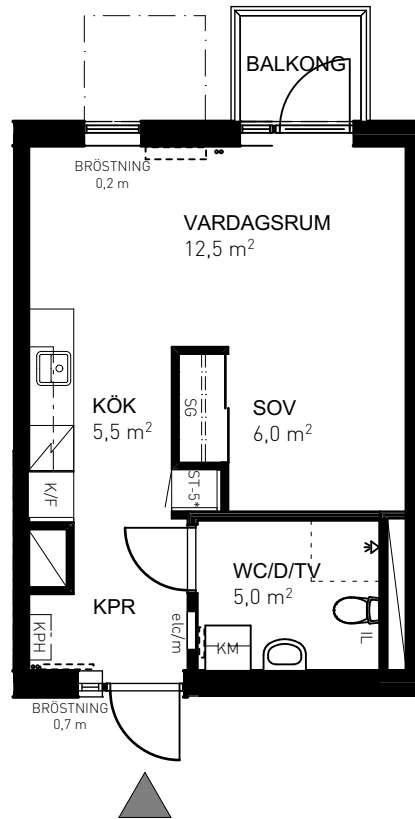 BALKONG
BRÖSTNING
0,2 m
VARDAGSRUM
12,5 m²
KÖK
5,5 m²
SG
SOV
6,0 m²
K/F
ST-5*
WC/D/TV
5,0 m²
KPR
KPH
elc/m
KM
IL
BRÖSTNING
0,7 m